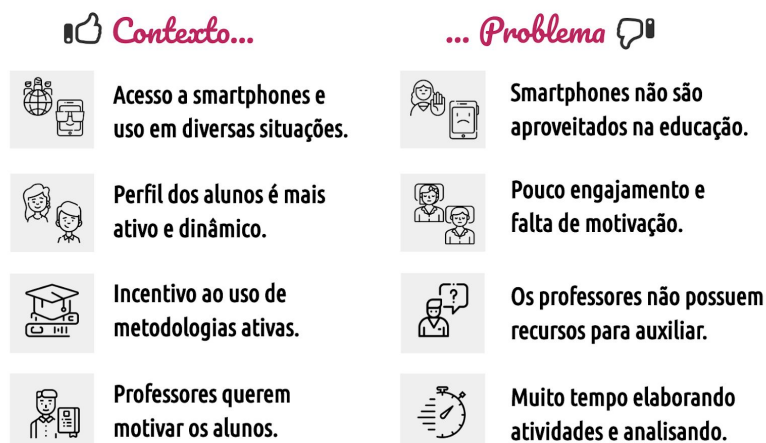 Contexto...
Acesso a smartphones e
uso em diversas situações.
Perfil dos alunos é mais
ativo e dinâmico.
Incentivo ao uso de
metodologias ativas.
Professores querem
motivar os alunos.
... Problema
Smartphones não são
aproveitados na educação.
Pouco engajamento e
falta de motivação.
?
Os professores não possuem
recursos para auxiliar.
Muito tempo elaborando
atividades e analisando.